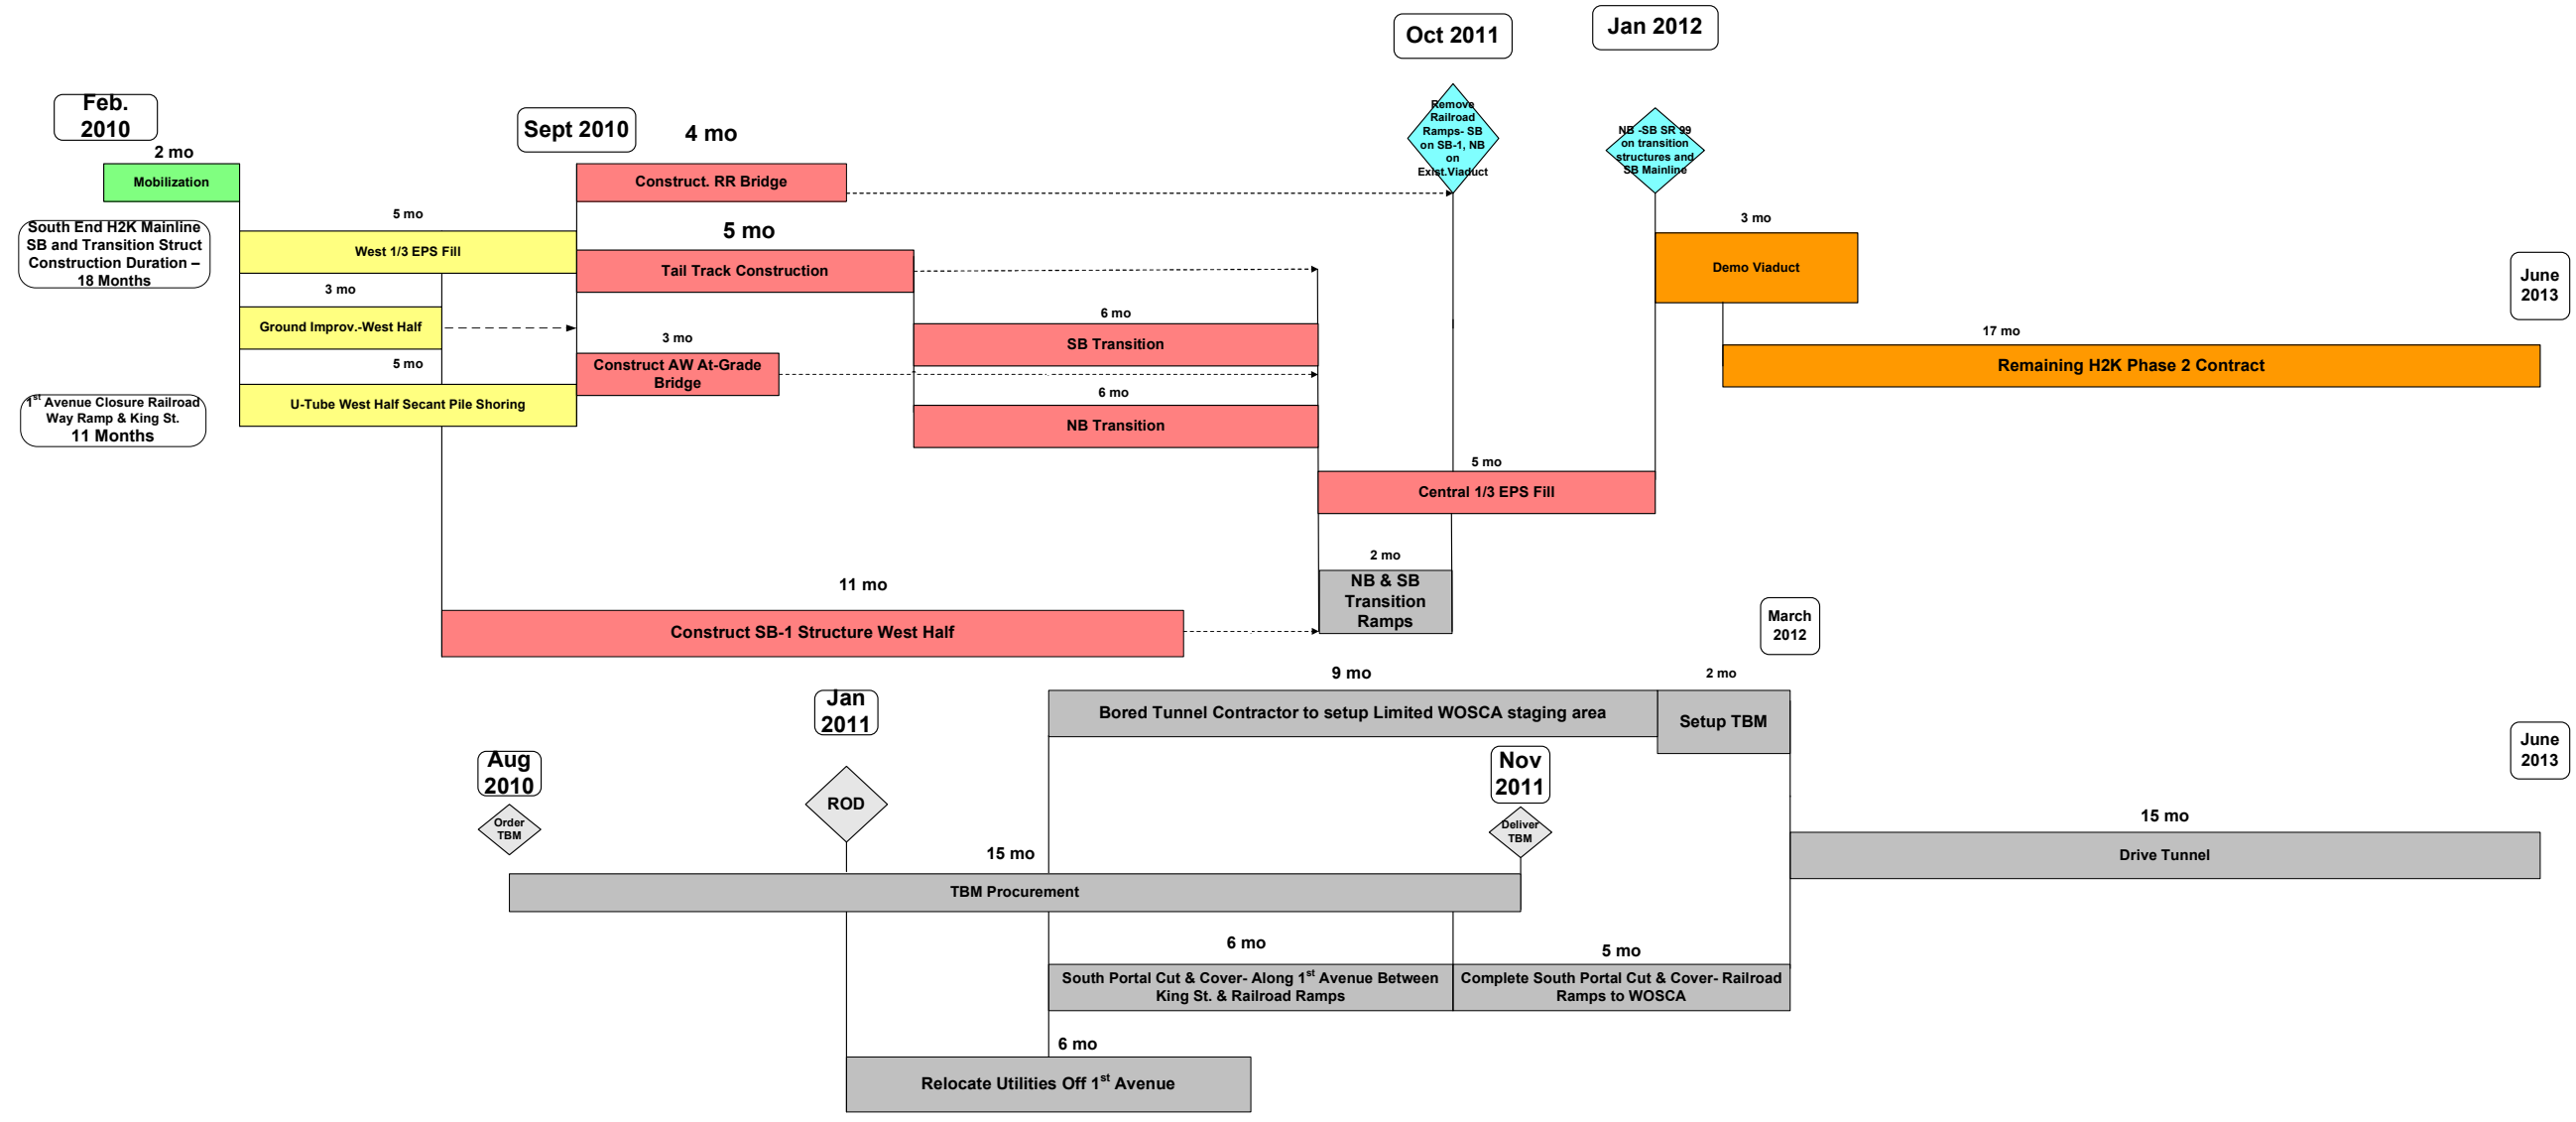 Jan 2012
Oct 2011
Feb.
2010
Sept 2010
4 mo
2 mo
Mobilization
Construct. RR Bridge
Remove
Railroad
Ramps- SB
on SB-1, NB
on
Exist.Viaduct
NB -SB SR 99
on transition
structures and
SB Mainline
5 mo
South End H2K Mainline
SB and Transition Struct
Construction Duration –
18 Months
West 1/3 EPS Fill
5 mo
Tail Track Construction
3 mo
Demo Viaduct
June
2013
3 mo
Ground Improv.-West Half
6 mo
SB Transition
17 mo
Remaining H2K Phase 2 Contract
3 mo
Construct AW At-Grade
Bridge
5 mo
U-Tube West Half Secant Pile Shoring
1st Avenue Closure Railroad
Way Ramp & King St.
11 Months
6 mo
NB Transition
5 mo
Central 1/3 EPS Fill
2 mo
NB & SB
Transition
Ramps
11 mo
Construct SB-1 Structure West Half
March
2012
9 mo
2 mo
Bored Tunnel Contractor to setup Limited WOSCA staging area
Setup TBM
Jan
2011
Aug
2010
Nov
2011
June
2013
ROD
Order
TBM
Deliver
TBM
15 mo
15 mo
Drive Tunnel
TBM Procurement
6 mo
5 mo
South Portal Cut & Cover- Along 1st Avenue Between
King St. & Railroad Ramps
Complete South Portal Cut & Cover- Railroad
Ramps to WOSCA
6 mo
Relocate Utilities Off 1st Avenue